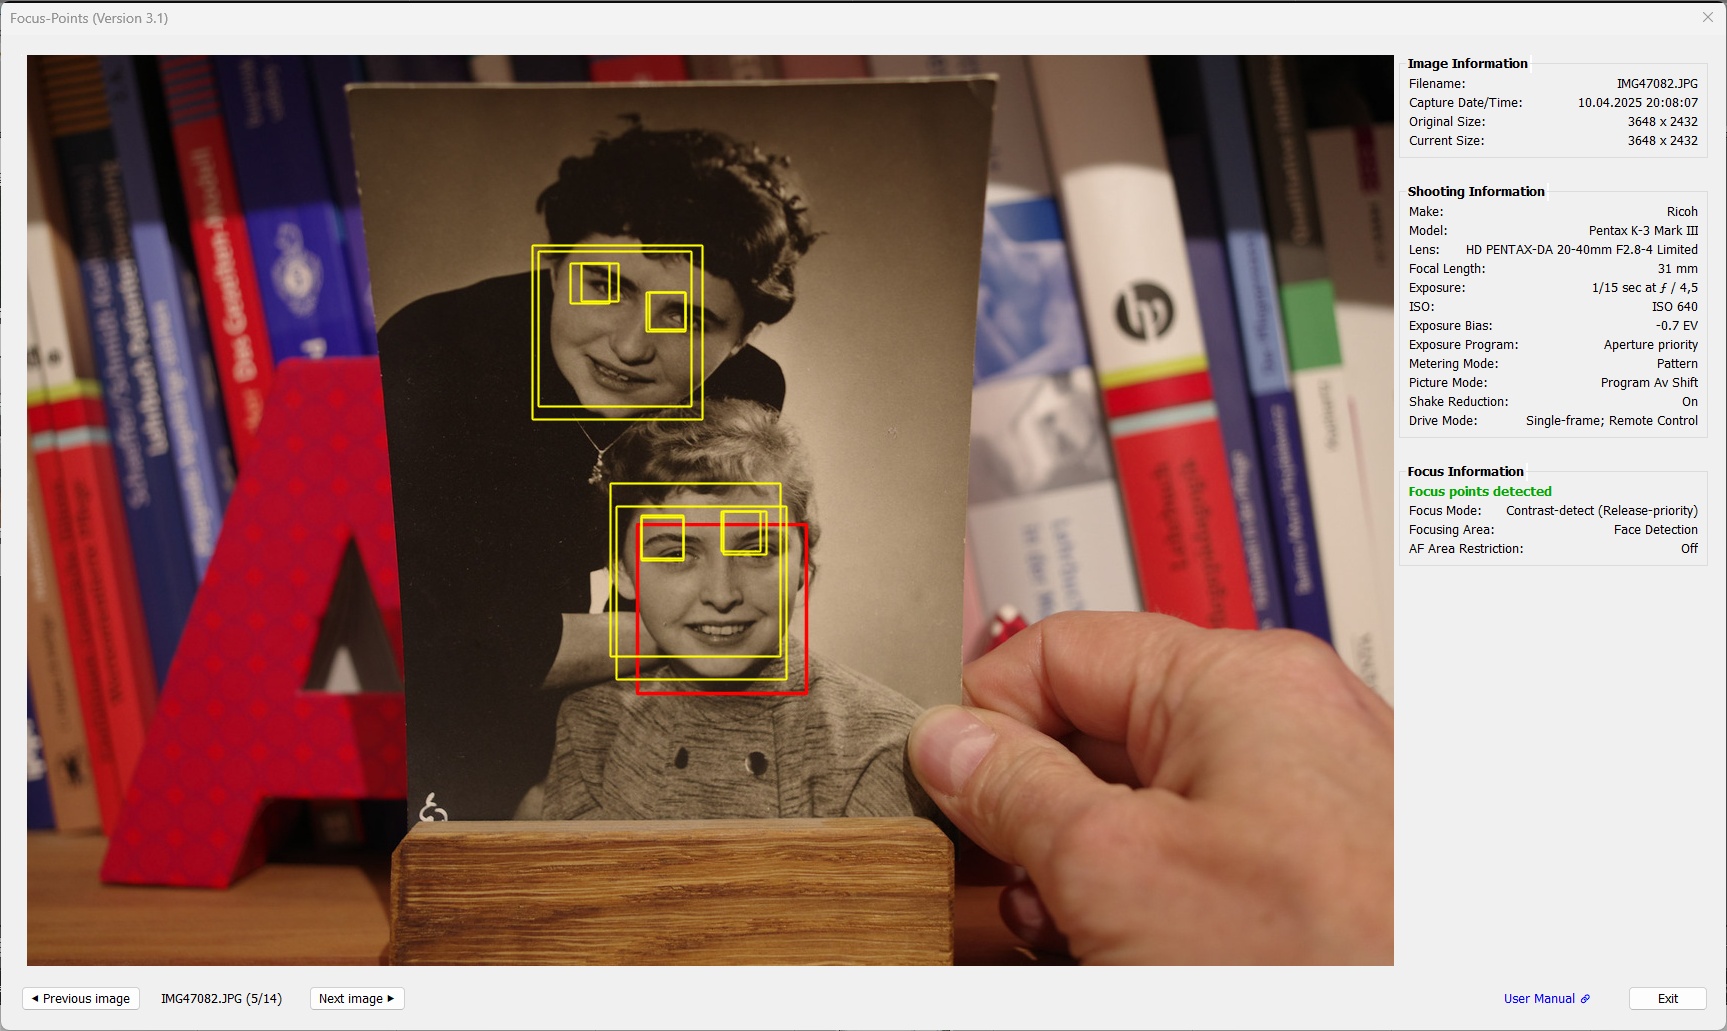 Focus-Points (Version 3.1)
Image Information
Filename: IMG47082.JPG
Capture Date/Time: 10.04.2025 20:08:07
Original Size: 3648 x 2432
Current Size: 3648 x 2432
Shooting Information
Make: Ricoh
Model: Pentax K-3 Mark III
Lens: HD PENTAX-DA 20-40mm F2.8-4 Limited
Focal Length: 31 mm
Exposure: 1/15 sec at ƒ / 4,5
ISO: ISO 640
Exposure Bias: -0.7 EV
Exposure Program: Aperture priority
Metering Mode: Pattern
Picture Mode: Program Av Shift
Shake Reduction: On
Drive Mode: Single-frame; Remote Control
Focus Information
Focus points detected
Focus Mode: Contrast-detect (Release-priority)
Focusing Area: Face Detection
AF Area Restriction: Off
hp
A
◄ Previous image
IMG47082.JPG (5/14)
Next image ►
User Manual
Exit